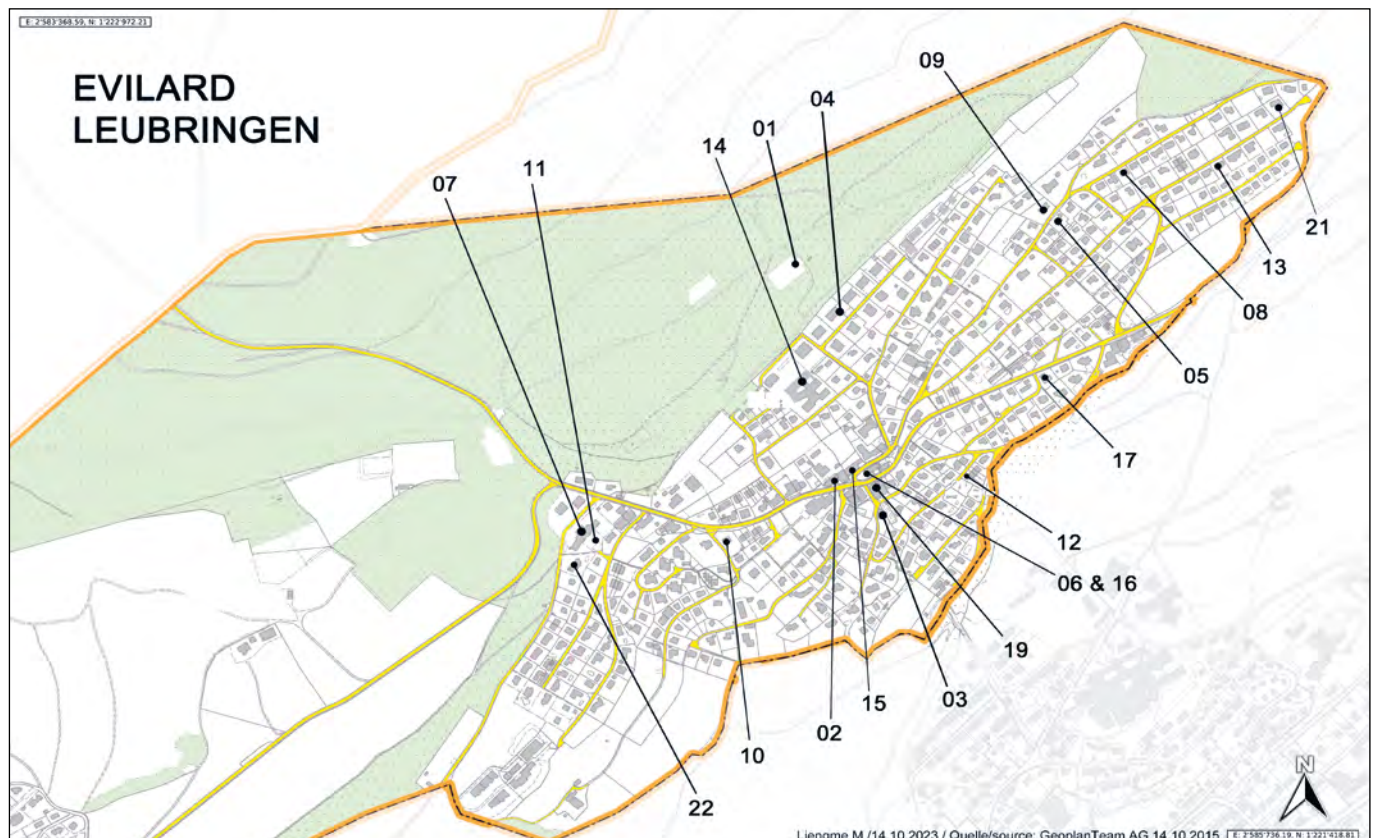 E: 2'583'368.59, N: 1'222'972.21
EVILARD
LEUBRINGEN
09
04
01
14
11
07
21
13
08
05
17
12
06 & 16
19
03
15
02
10
22
N
Liengme M./14.10.2023 / Quelle/source: GeoplanTeam AG 14.10.2015
E: 2'585'736.19, N: 1'221'418.81